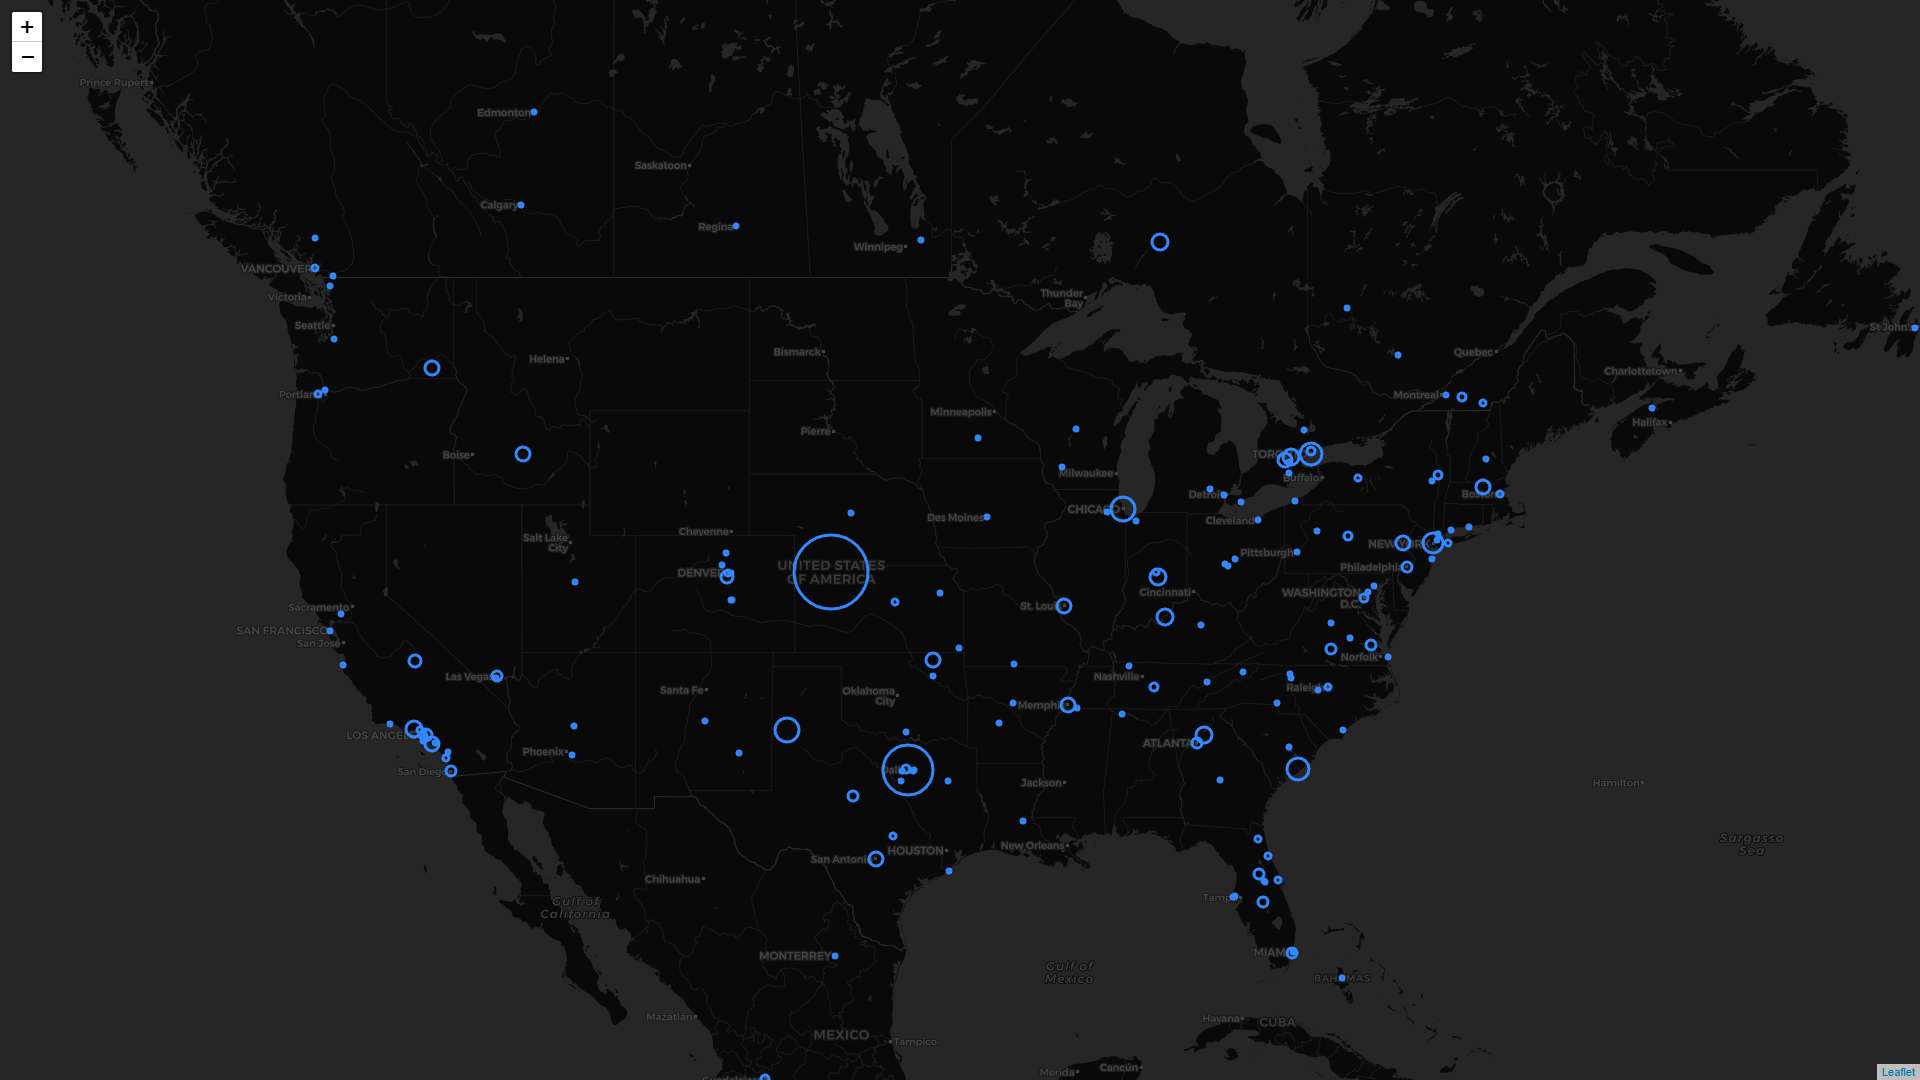 +
−
Prince Rupert
Edmonton
Saskatoon
Calgary
Regina
Winnipeg
VANCOUVER
Victoria
Thunder
Bay
Seattle
St John's
Helena
Bismarck
Quebec
Charlottetown
Portland
Montreal
Minneapolis
Halifax
Pierre
Boise
Milwaukee
Buffalo
Detroit
Boston
CHICAGO
Des Moines
Cleveland
Cheyenne
Salt Lake
City
NEW YORK
Pittsburgh
UNITED STATES
OF AMERICA
DENVER
Philadelphia
Cincinnati
WASHINGTON
D.C.
Sacramento
St. Louis
SAN FRANCISCO
San Jose
Norfolk
Las Vegas
Nashville
Santa Fe
Oklahoma
City
Raleigh
Memphis
LOS ANGELES
ATLANTA
Phoenix
San Diego
Dallas
Jackson
Hamilton
Sargasso
Sea
New Orleans
HOUSTON
San Antonio
Chihuahua
Gulf of
California
Tampa
MIAMI
MONTERREY
Gulf of
Mexico
BAHAMAS
Mazatlán
Havana
CUBA
MEXICO
Tampico
Cancún
Merida
Guadalajara
Leaflet